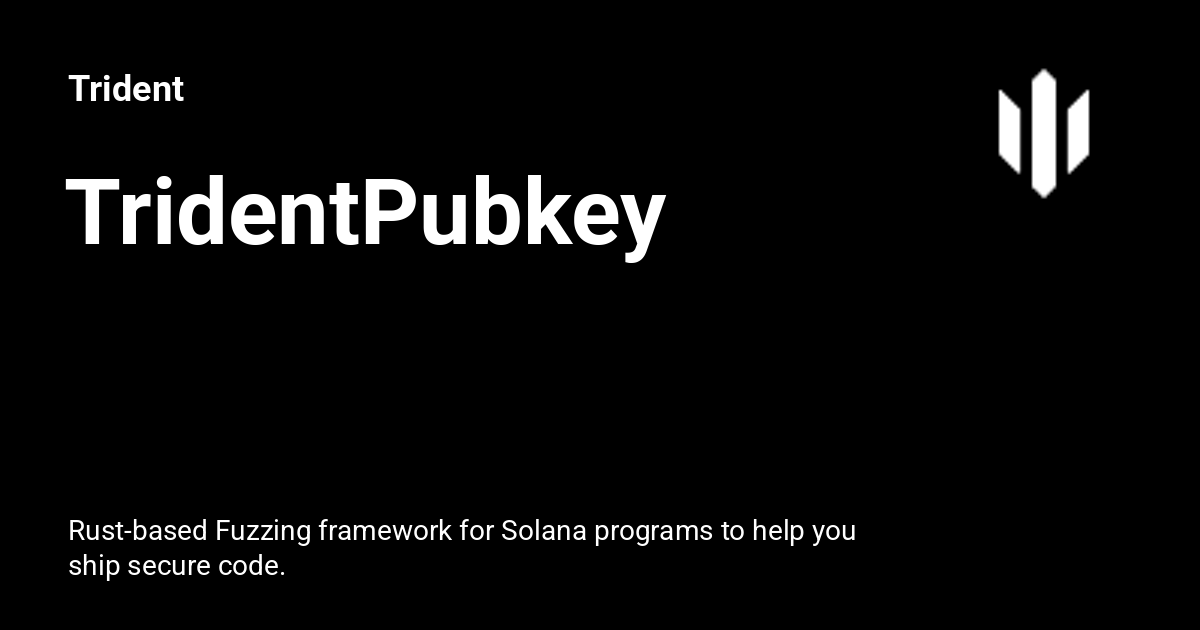 Trident
TridentPubkey
Rust-based Fuzzing framework for Solana programs to help you
ship secure code.